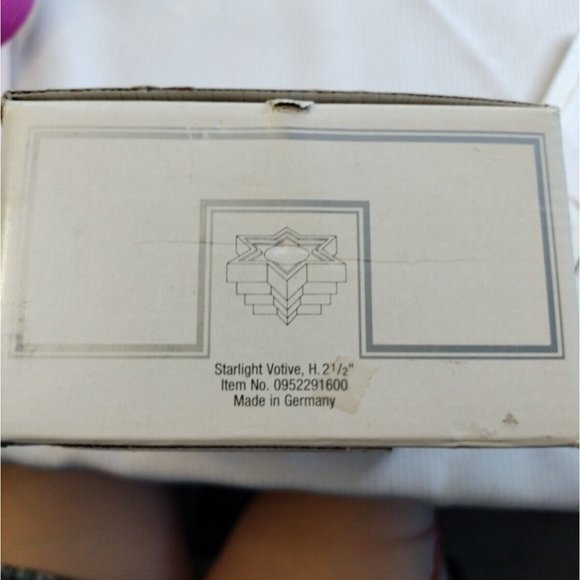 Starlight Votive, H. 2 1/2"
Item No. 0952291600
Made in Germany